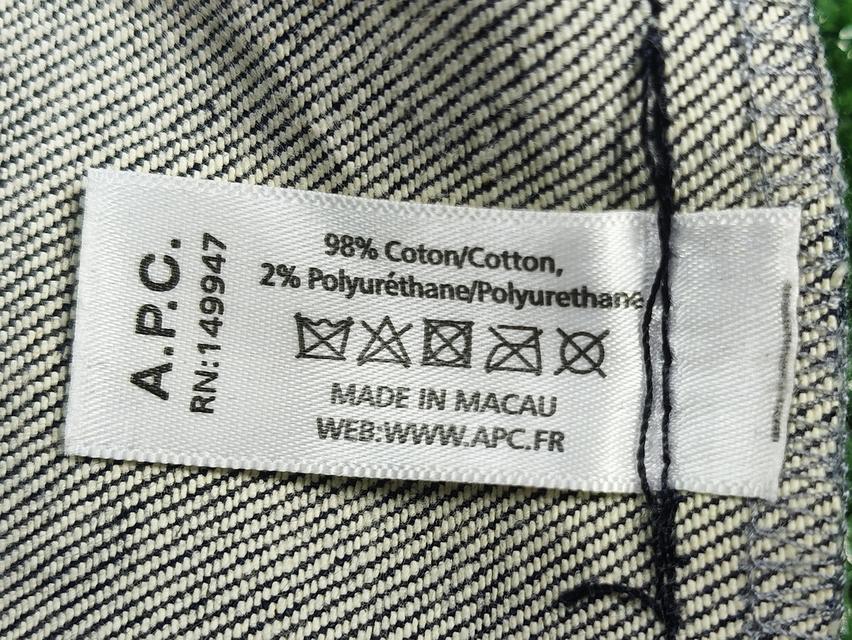 A.P.C.
RN:149947
98% Coton/Cotton,
2% Polyuréthane/Polyurethane
MADE IN MACAU
WEB:WWW.APC.FR